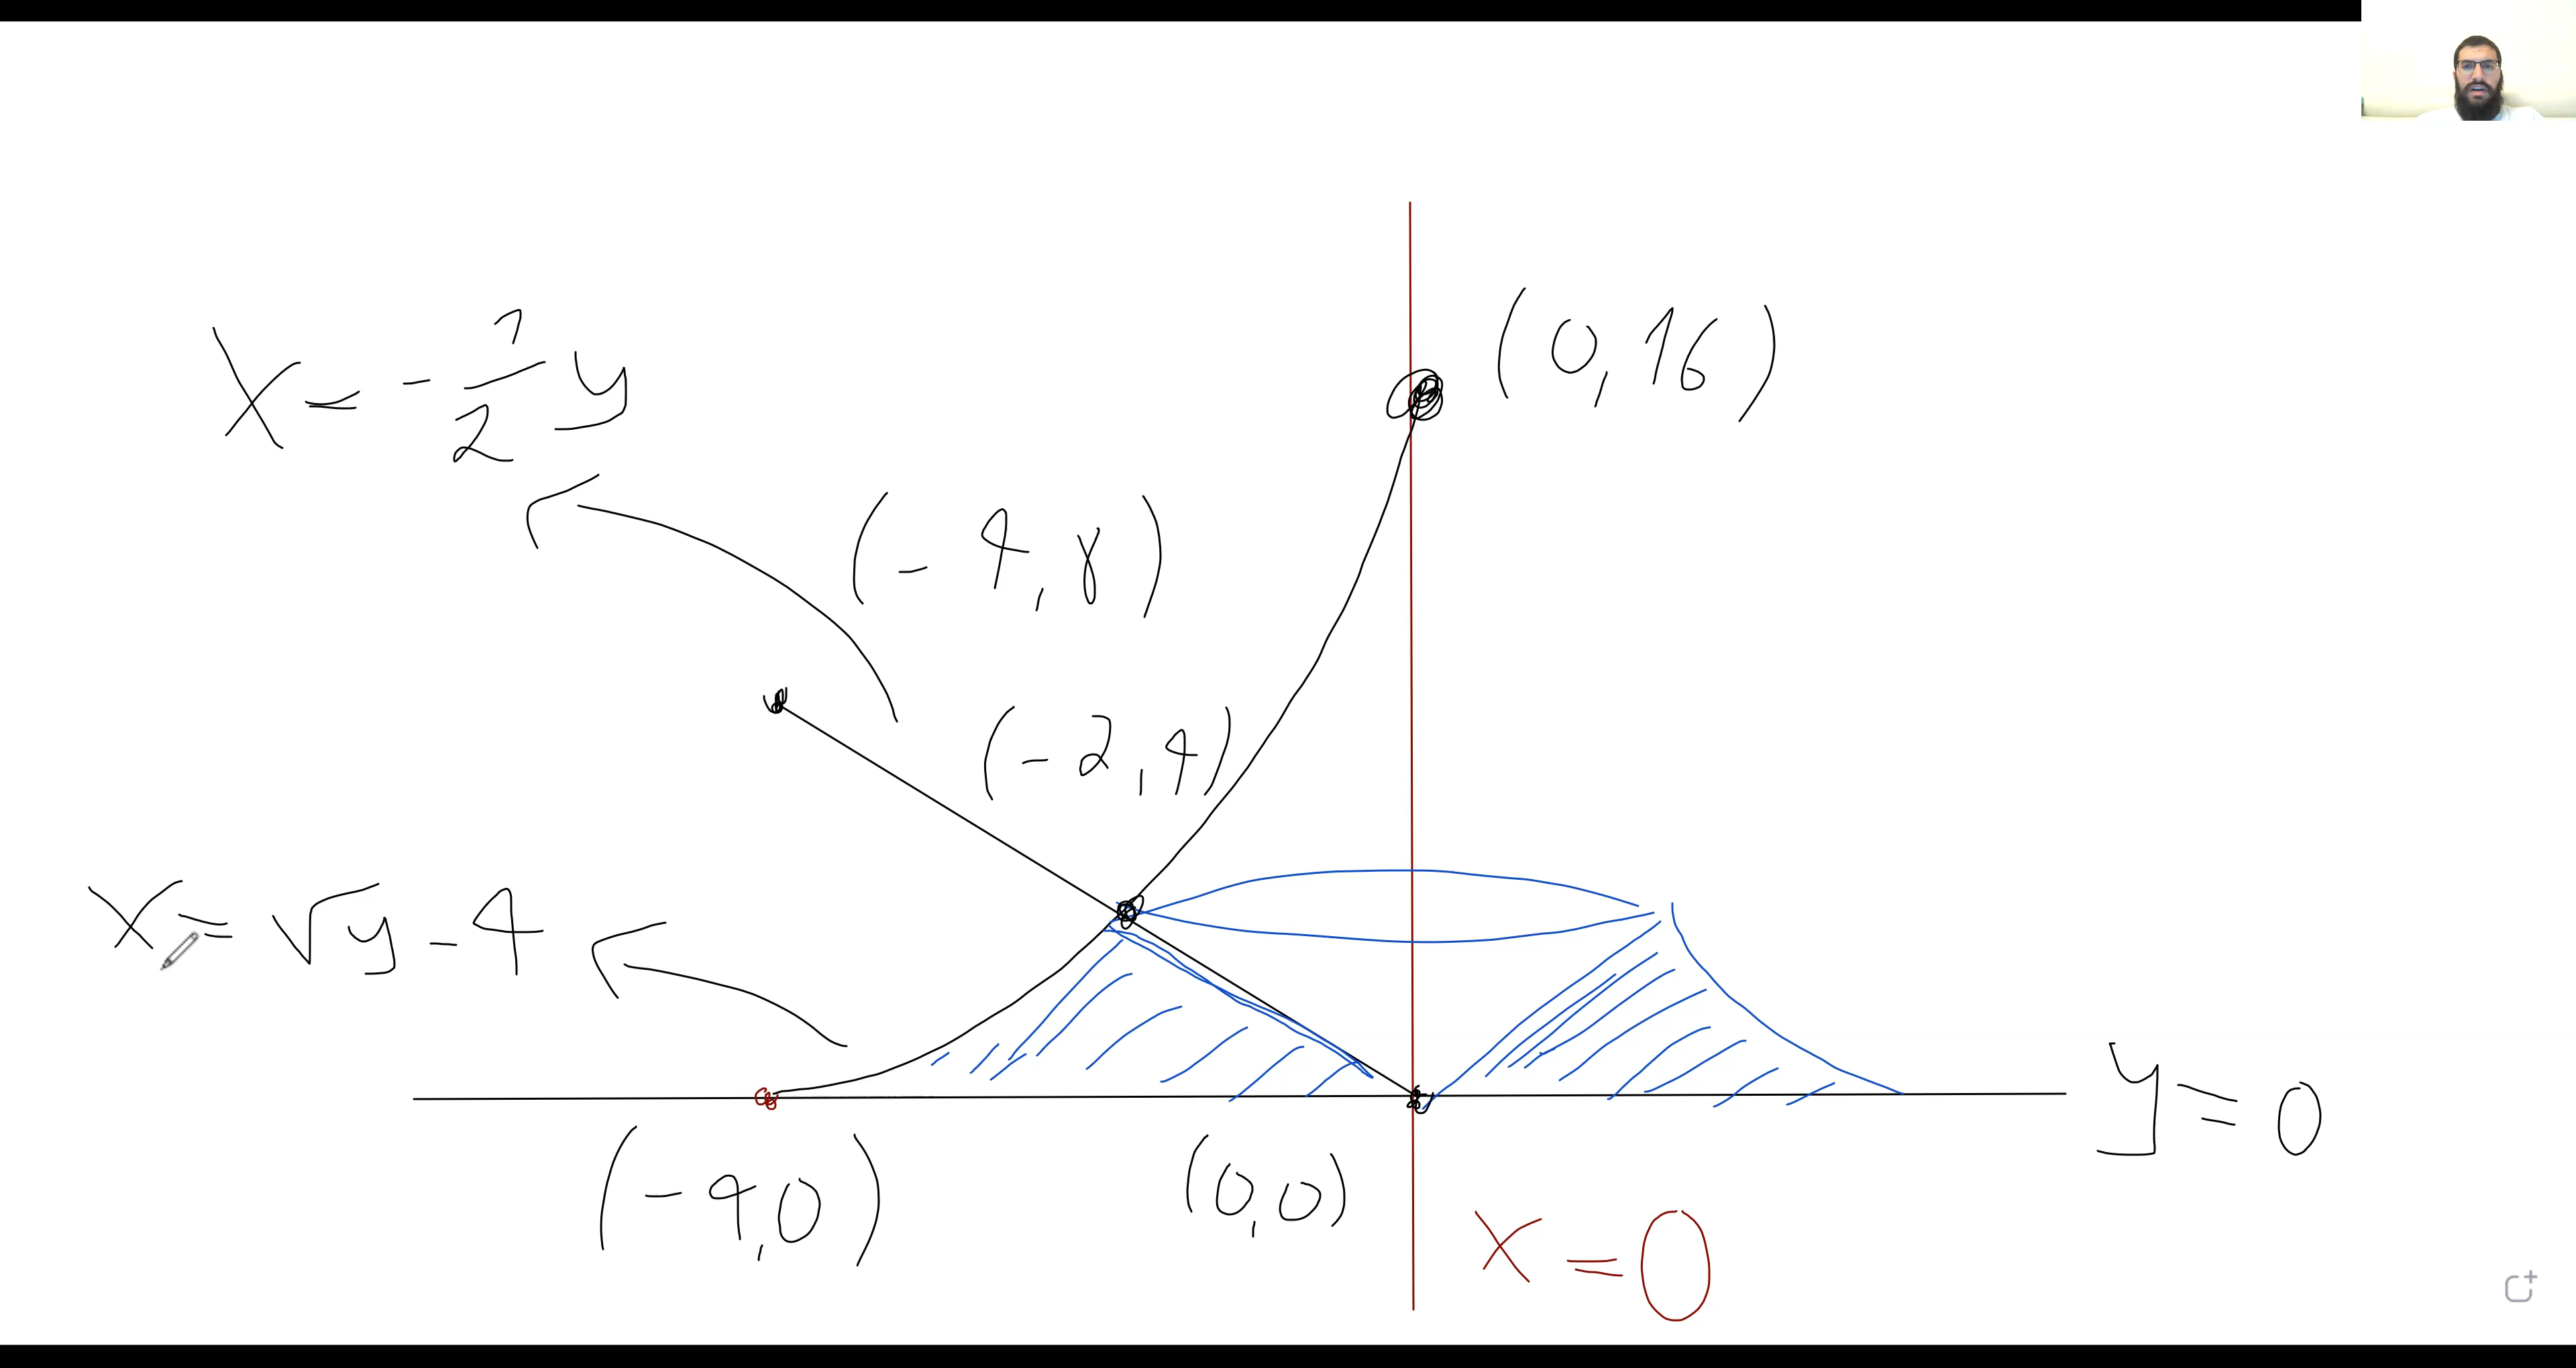 (0,16)
x = -1/2 y
(-4,8)
(-2,4)
x = √y - 4
y = 0
(-4,0)
(0,0)
x = 0